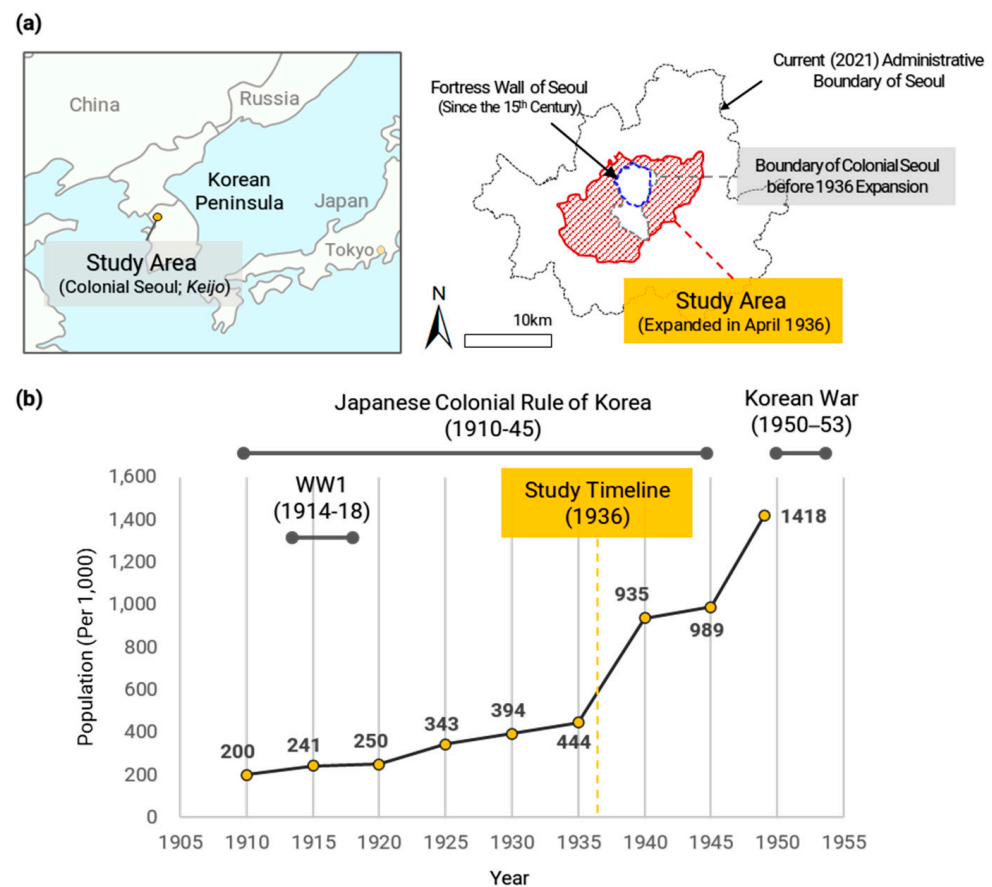 (a)
China
Russia
Korean
Peninsula
Japan
Tokyo
Study Area
(Colonial Seoul; Keijo)
Fortress Wall of Seoul
(Since the 15th Century)
Current (2021) Administrative
Boundary of Seoul
Boundary of Colonial Seoul
before 1936 Expansion
Study Area
(Expanded in April 1936)
N
10km
(b)
Japanese Colonial Rule of Korea
(1910-45)
Korean War
(1950–53)
WW1
(1914-18)
Study Timeline
(1936)
Population (Per 1,000)
1,600
1,400
1,200
1,000
800
600
400
200
0
200
241
250
343
394
444
935
989
1418
1905 1910 1915 1920 1925 1930 1935 1940 1945 1950 1955
Year